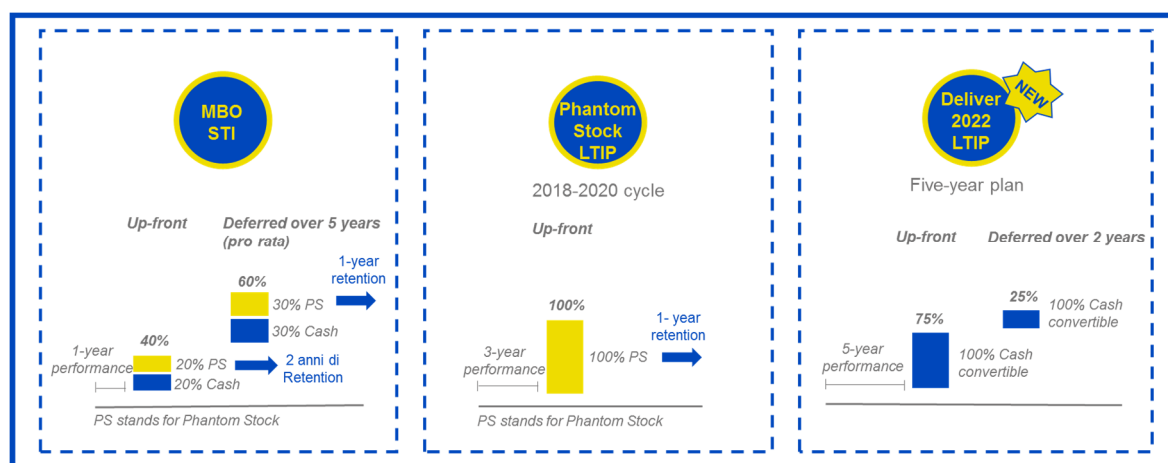 MBO
STI
Up-front
Deferred over 5 years
(pro rata)
1-year
retention
60%
30% PS
30% Cash
40%
1-year
performance
20% PS
20% Cash
2 anni di
Retention
PS stands for Phantom Stock
Phantom
Stock
LTIP
2018-2020 cycle
Up-front
100%
1- year
retention
3-year
performance
100% PS
PS stands for Phantom Stock
Deliver
2022
LTIP
NEW
Five-year plan
Up-front
Deferred over 2 years
25%
100% Cash
convertible
75%
5-year
performance
100% Cash
convertible